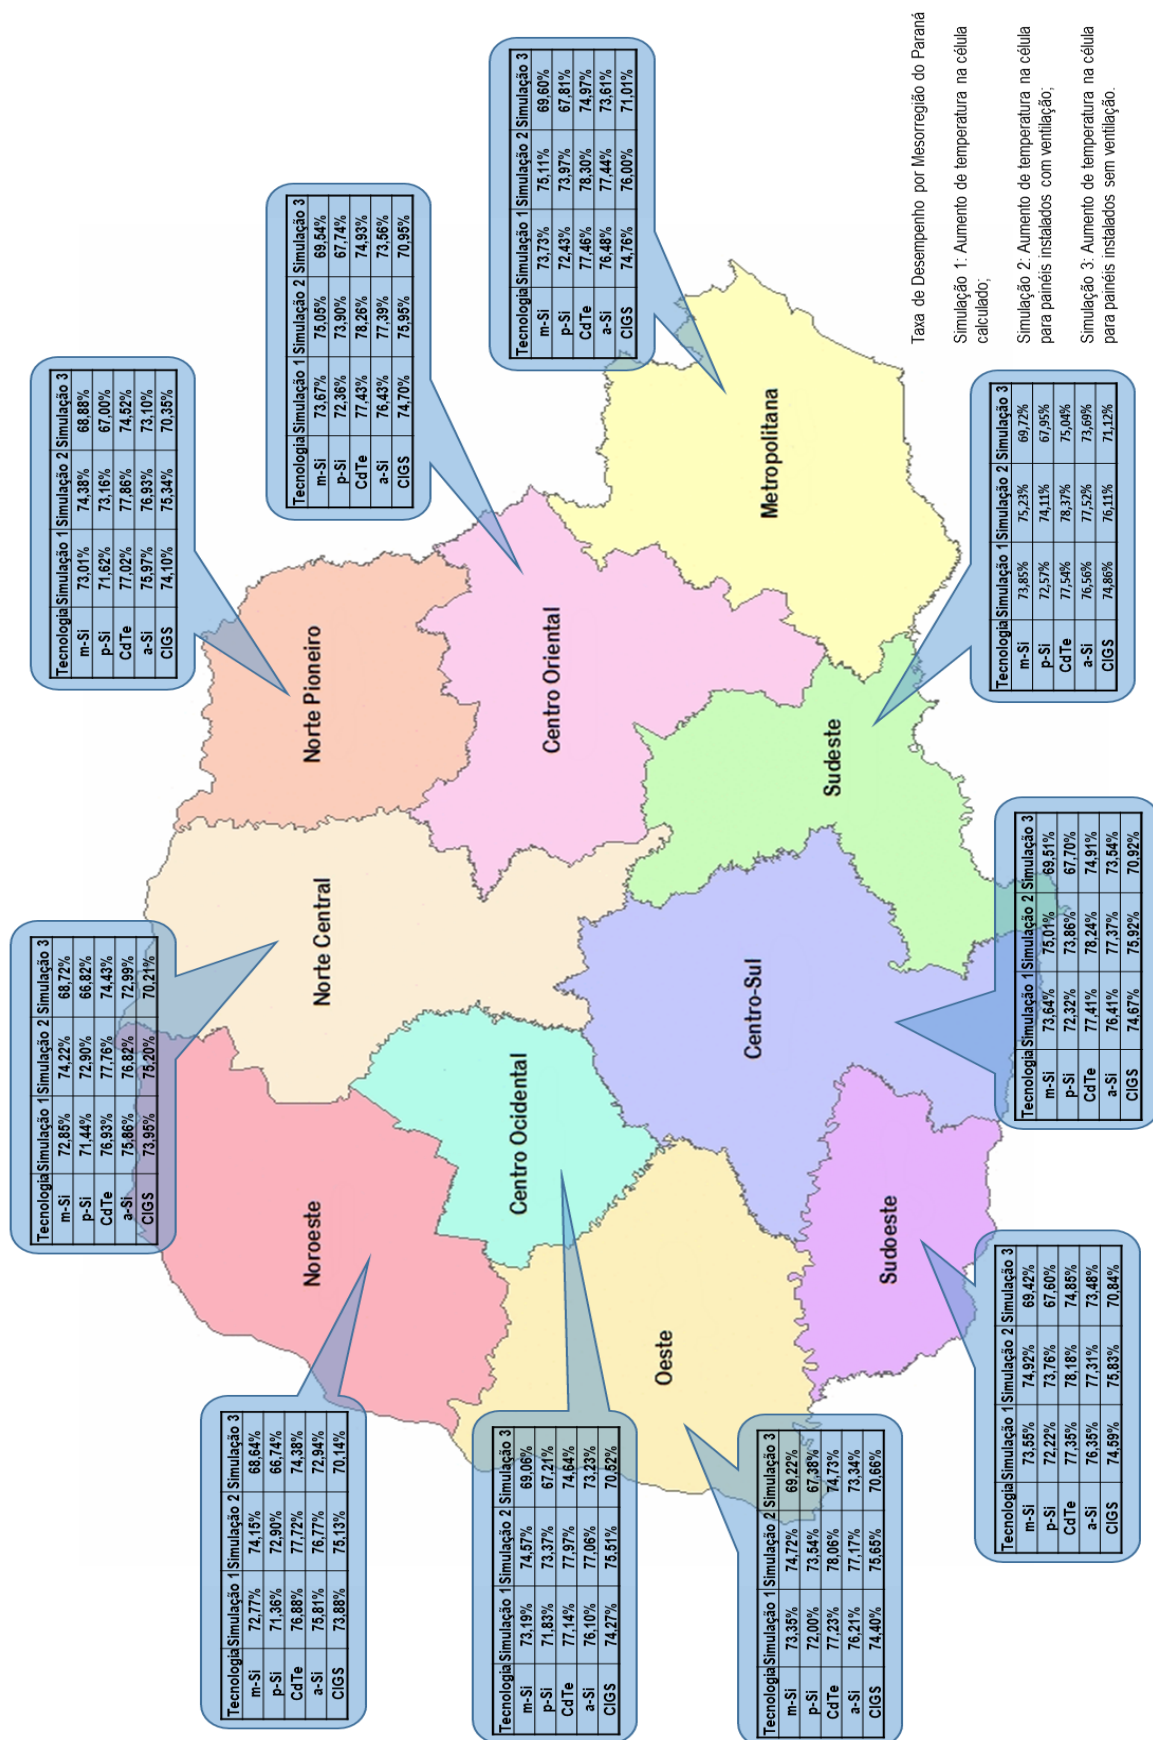 Tecnologia Simulação 1 Simulação 2 Simulação 3
m-Si 72,85% 74,22% 68,72%
p-Si 71,44% 72,90% 66,82%
CdTe 76,93% 77,76% 74,43%
a-Si 75,86% 76,82% 72,99%
CIGS 73,95% 75,20% 70,21%
Tecnologia Simulação 1 Simulação 2 Simulação 3
m-Si 73,01% 74,38% 68,88%
p-Si 71,62% 73,16% 67,00%
CdTe 77,02% 77,86% 74,52%
a-Si 75,97% 76,93% 73,10%
CIGS 74,10% 75,34% 70,35%
Tecnologia Simulação 1 Simulação 2 Simulação 3
m-Si 72,77% 74,15% 68,64%
p-Si 71,36% 72,90% 66,74%
CdTe 76,88% 77,72% 74,38%
a-Si 75,81% 76,77% 72,94%
CIGS 73,88% 75,13% 70,14%
Tecnologia Simulação 1 Simulação 2 Simulação 3
m-Si 73,67% 75,05% 69,54%
p-Si 72,36% 73,90% 67,74%
CdTe 77,43% 78,26% 74,93%
a-Si 76,43% 77,39% 73,56%
CIGS 74,70% 75,95% 70,95%
Noroeste
Norte Central
Norte Pioneiro
Tecnologia Simulação 1 Simulação 2 Simulação 3
m-Si 73,19% 74,57% 69,06%
p-Si 71,83% 73,37% 67,21%
CdTe 77,14% 77,97% 74,64%
a-Si 76,10% 77,06% 73,23%
CIGS 74,27% 75,51% 70,52%
Tecnologia Simulação 1 Simulação 2 Simulação 3
m-Si 73,73% 75,11% 69,60%
p-Si 72,43% 73,97% 67,81%
CdTe 77,46% 78,30% 74,97%
a-Si 76,48% 77,44% 73,61%
CIGS 74,76% 76,00% 71,01%
Centro Ocidental
Centro Oriental
Oeste
Centro-Sul
Metropolitana
Tecnologia Simulação 1 Simulação 2 Simulação 3
m-Si 73,35% 74,72% 69,22%
p-Si 72,00% 73,54% 67,38%
CdTe 77,23% 78,06% 74,73%
a-Si 76,21% 77,17% 73,34%
CIGS 74,40% 75,65% 70,66%
Sudoeste
Sudeste
Tecnologia Simulação 1 Simulação 2 Simulação 3
m-Si 73,55% 74,92% 69,42%
p-Si 72,22% 73,76% 67,60%
CdTe 77,35% 78,18% 74,85%
a-Si 76,35% 77,31% 73,48%
CIGS 74,59% 75,83% 70,84%
Tecnologia Simulação 1 Simulação 2 Simulação 3
m-Si 73,64% 75,01% 69,51%
p-Si 72,32% 73,86% 67,70%
CdTe 77,41% 78,24% 74,91%
a-Si 76,41% 77,37% 73,54%
CIGS 74,67% 75,92% 70,92%
Tecnologia Simulação 1 Simulação 2 Simulação 3
m-Si 73,85% 75,23% 69,72%
p-Si 72,57% 74,11% 67,95%
CdTe 77,54% 78,37% 75,04%
a-Si 76,56% 77,52% 73,69%
CIGS 74,86% 76,11% 71,12%
Taxa de Desempenho por Mesorregião do Paraná
Simulação 1: Aumento de temperatura na célula
calculado;
Simulação 2: Aumento de temperatura na célula
para painéis instalados com ventilação;
Simulação 3: Aumento de temperatura na célula
para painéis instalados sem ventilação.